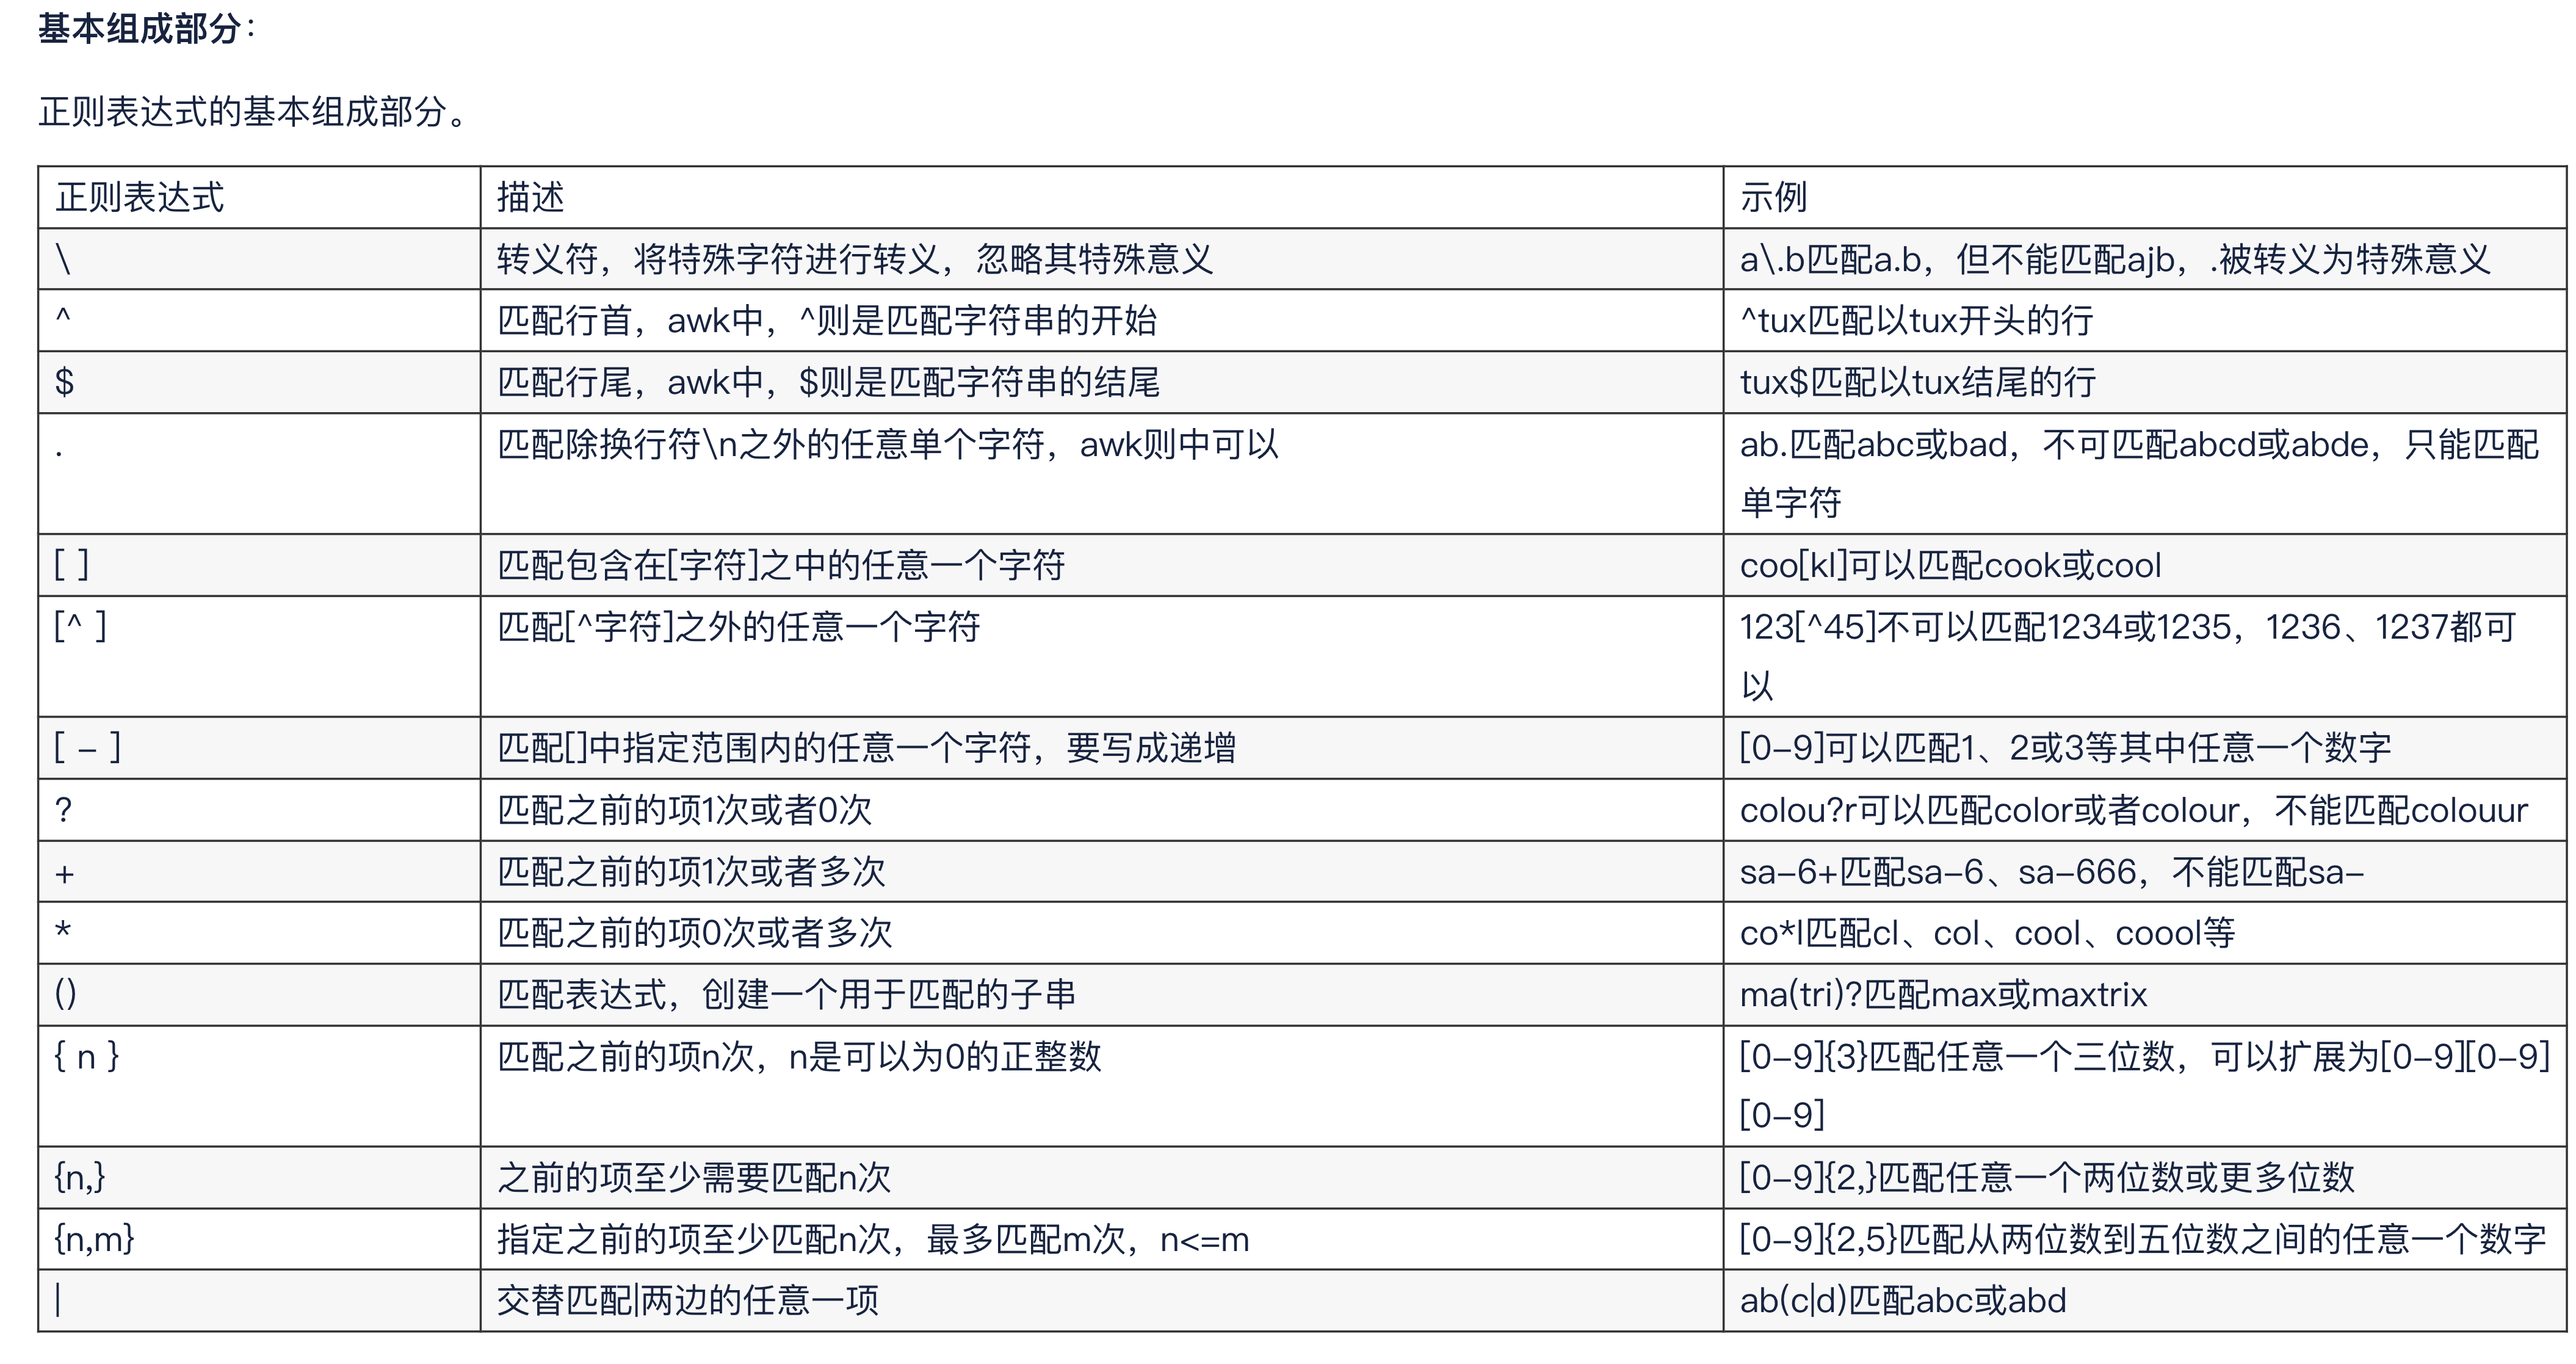 基本组成部分：
正则表达式的基本组成部分。
正则表达式 描述 示例
\ 转义符，将特殊字符进行转义，忽略其特殊意义 a\.b匹配a.b，但不能匹配ajb，.被转义为特殊意义
^ 匹配行首，awk中，^则是匹配字符串的开始 ^tux匹配以tux开头的行
$ 匹配行尾，awk中，$则是匹配字符串的结尾 tux$匹配以tux结尾的行
. 匹配除换行符\n之外的任意单个字符，awk则中可以 ab.匹配abc或bad，不可匹配abcd或abde，只能匹配
单字符
[ ] 匹配包含在[字符]之中的任意一个字符 coo[kl]可以匹配cook或cool
[^ ] 匹配[^字符]之外的任意一个字符 123[^45]不可以匹配1234或1235，1236、1237都可
以
[ - ] 匹配[]中指定范围内的任意一个字符，要写成递增 [0-9]可以匹配1、2或3等其中任意一个数字
? 匹配之前的项1次或者0次 colou?r可以匹配color或者colour，不能匹配colouur
+ 匹配之前的项1次或者多次 sa-6+匹配sa-6、sa-666，不能匹配sa-
* 匹配之前的项0次或者多次 co*l匹配cl、col、cool、coool等
() 匹配表达式，创建一个用于匹配的子串 ma(tri)?匹配max或maxtrix
{ n } 匹配之前的项n次，n是可以为0的正整数 [0-9]{3}匹配任意一个三位数，可以扩展为[0-9][0-9]
[0-9]
{n,} 之前的项至少需要匹配n次 [0-9]{2,}匹配任意一个两位数或更多位数
{n,m} 指定之前的项至少匹配n次，最多匹配m次，n<=m [0-9]{2,5}匹配从两位数到五位数之间的任意一个数字
| 交替匹配|两边的任意一项 ab(c|d)匹配abc或abd